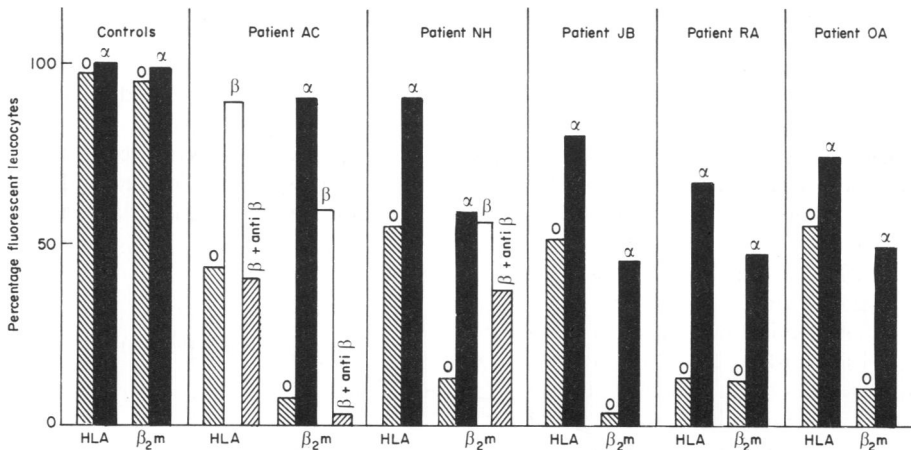 Controls
Patient AC
Patient NH
Patient JB
Patient RA
Patient OA
Percentage fluorescent leucocytes
100
50
0
O α O α
O β β + anti β O α β β + anti β
O α O α β β + anti β
O α O α
O α O α
O α O α
HLA β₂m HLA β₂m HLA β₂m HLA β₂m HLA β₂m HLA β₂m